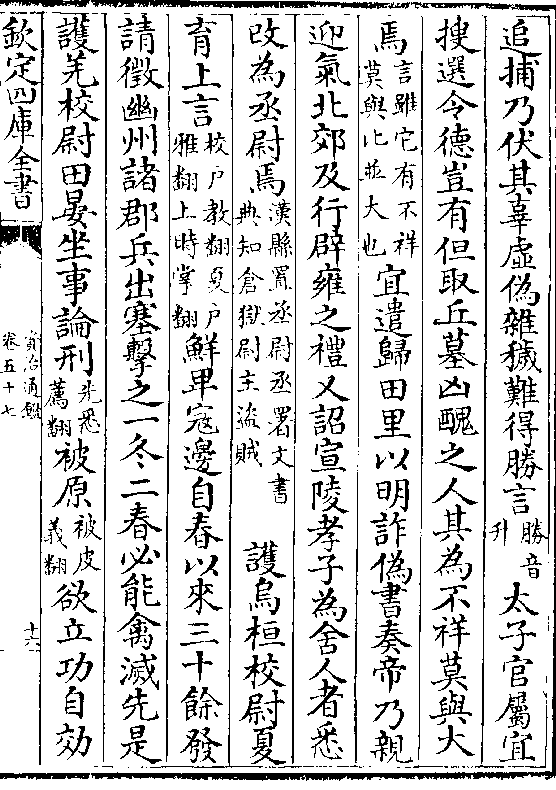 追捕乃伏其辜虛偽雜穢難得勝言勝音升太子官屬宜
搜選令德豈有但取丘墓凶醜之人其為不祥莫與大
焉言雖它有不祥莫與比並大也宜遣歸田里以明詐偽書奏帝乃親
迎氣北郊及行辟雍之禮又詔宣陵孝子為舍人者悉
改為丞尉焉漢縣置丞尉丞署文書典知倉獄尉主盜賊　護烏桓校尉夏
育上言校戶教翻夏戶雅翻上時掌翻鮮卑寇邊自春以來三十餘發
請徵幽州諸郡兵出塞擊之一冬二春必能禽滅先是
護羌校尉田晏坐事論刑先悉薦翻被原被皮義翻欲立功自效
欽定四庫全書
資治通鑑
卷五十七
十六